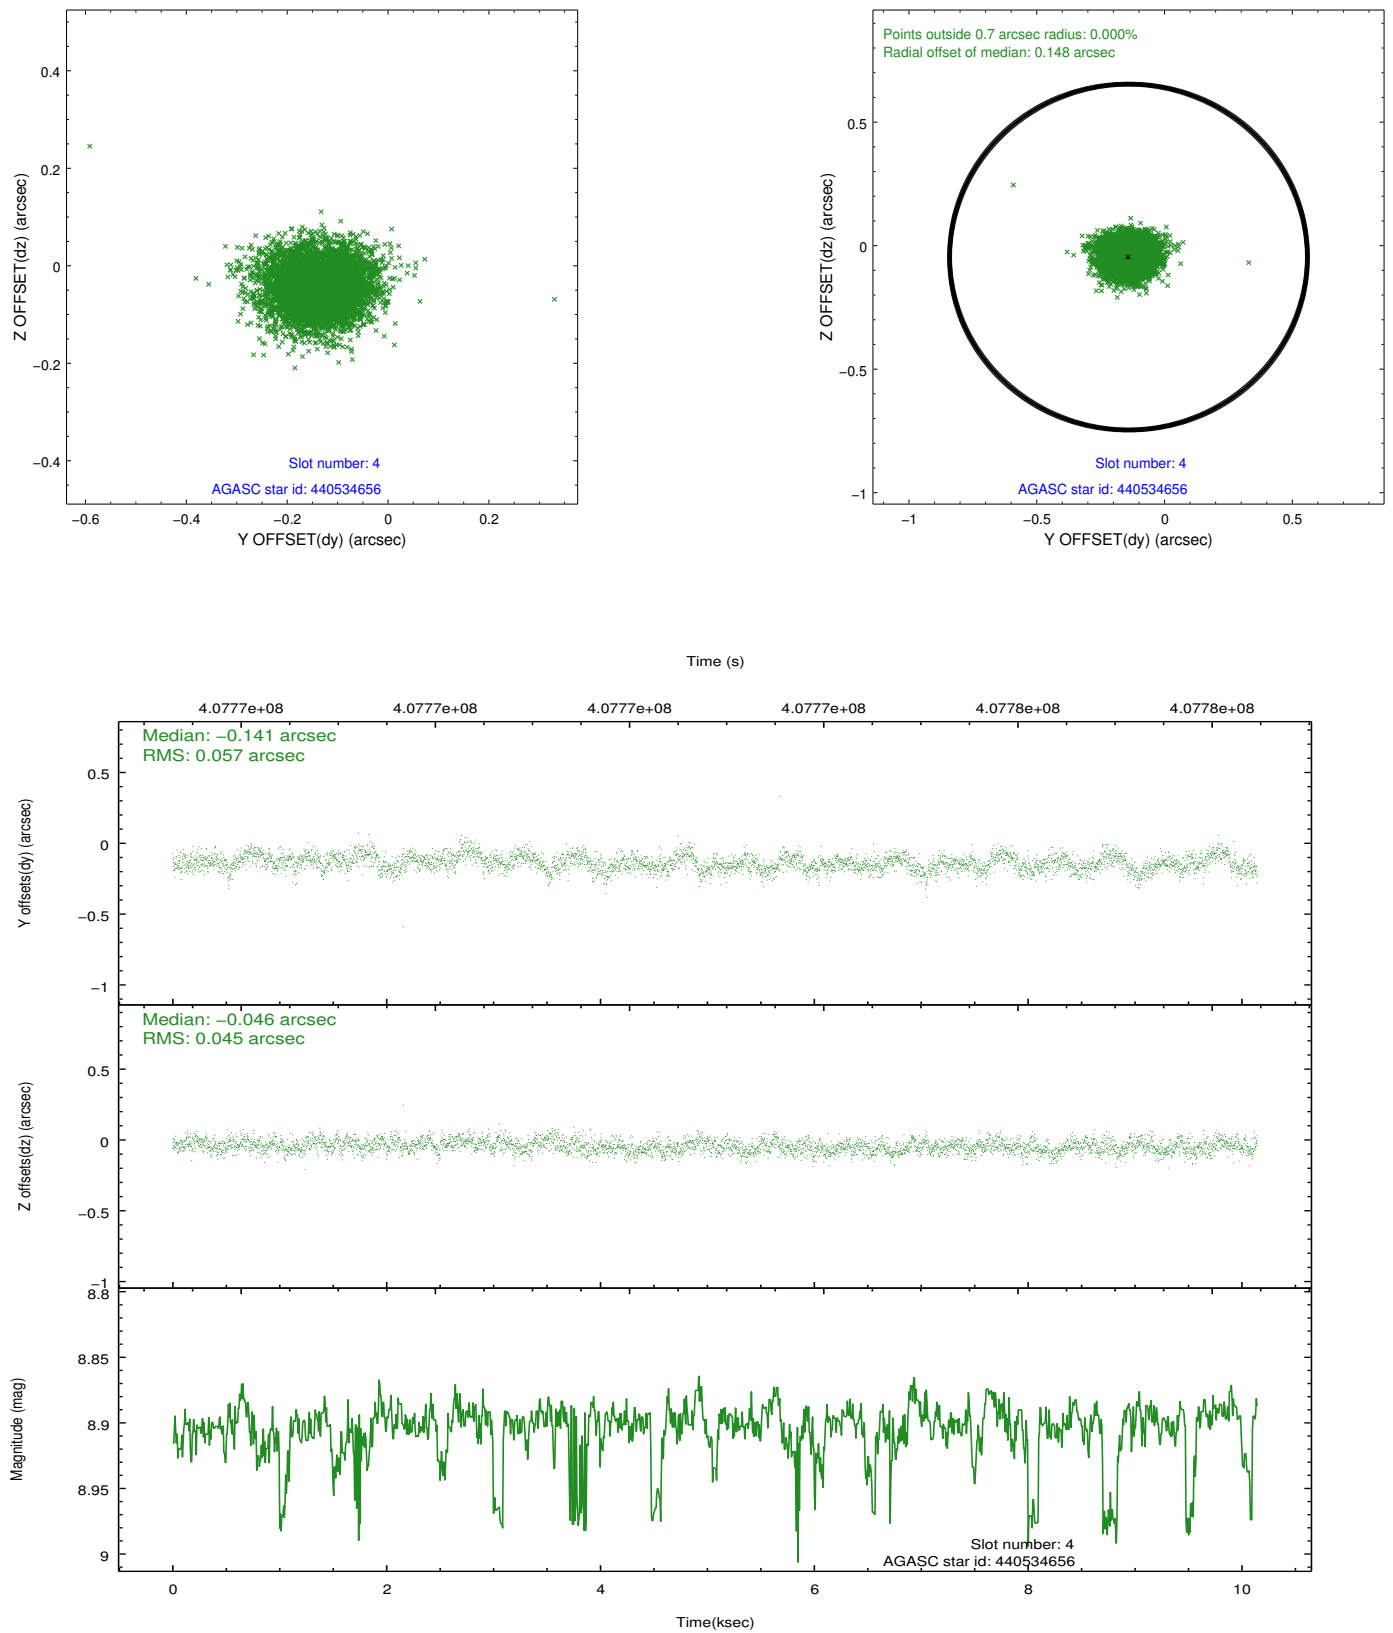 0.4
0.2
0
−0.2
−0.4
Z OFFSET(dz) (arcsec)
Slot number: 4
AGASC star id: 440534656
−0.6 −0.4 −0.2 0 0.2
Y OFFSET(dy) (arcsec)
Points outside 0.7 arcsec radius: 0.000%
Radial offset of median: 0.148 arcsec
0.5
0
−0.5
−1
Z OFFSET(dz) (arcsec)
Slot number: 4
AGASC star id: 440534656
−1 −0.5 0 0.5
Y OFFSET(dy) (arcsec)
Time (s)
4.0777e+08 4.0777e+08 4.0777e+08 4.0777e+08 4.0778e+08 4.0778e+08
Median: −0.141 arcsec
RMS: 0.057 arcsec
0.5
0
−0.5
−1
Y offsets(dy) (arcsec)
Median: −0.046 arcsec
RMS: 0.045 arcsec
0.5
0
−0.5
−1
Z offsets(dz) (arcsec)
8.8
8.85
8.9
8.95
9
Magnitude (mag)
Slot number: 4
AGASC star id: 440534656
0 2 4 6 8 10
Time(ksec)